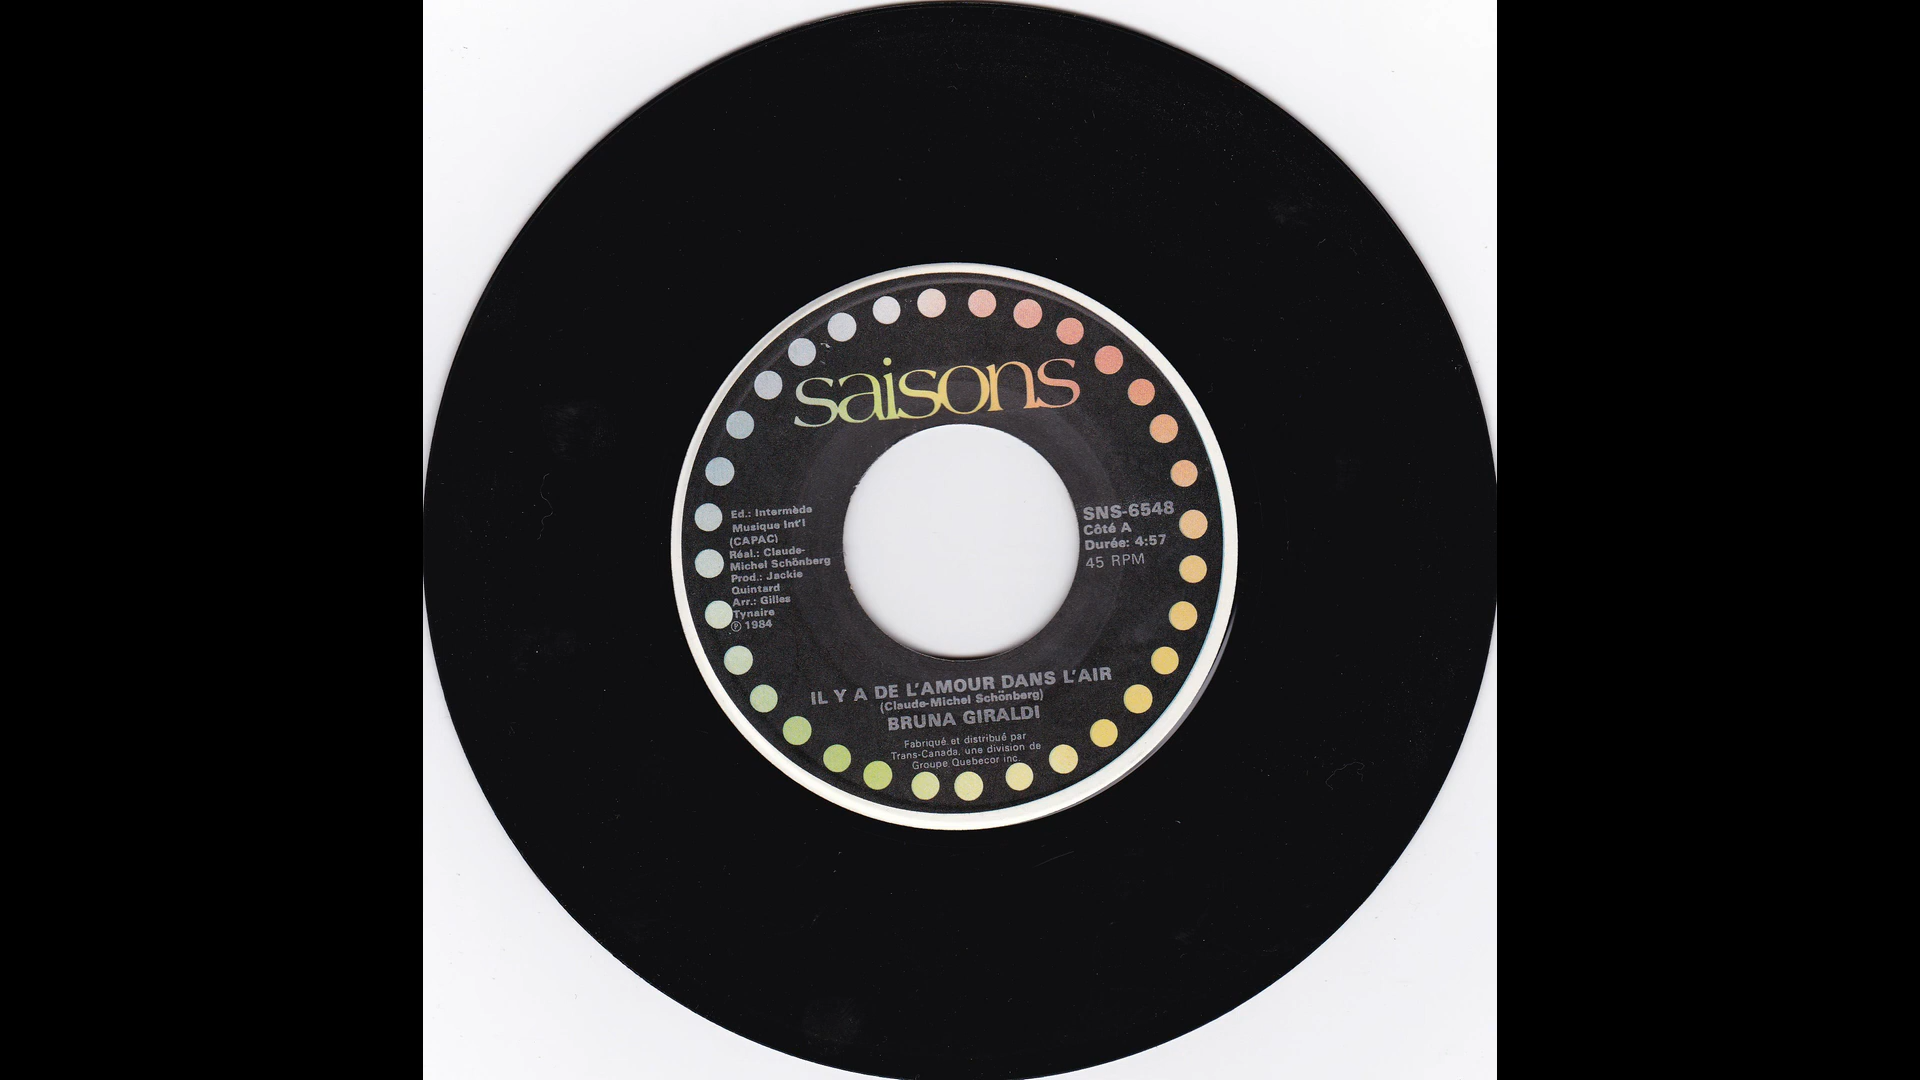 saisons
Ed.: Intermède
Musique Int'l
(CAPAC)
Réal.: Claude-
Michel Schönberg
Prod.: Jackie
Quintard
Arr.: Gilles
Tynaire
℗ 1984
SNS-6548
Côté A
Durée: 4:57
45 RPM
IL Y A DE L'AMOUR DANS L'AIR
(Claude-Michel Schönberg)
BRUNA GIRALDI
Fabriqué et distribué par
Trans-Canada, une division de
Groupe Quebecor inc.